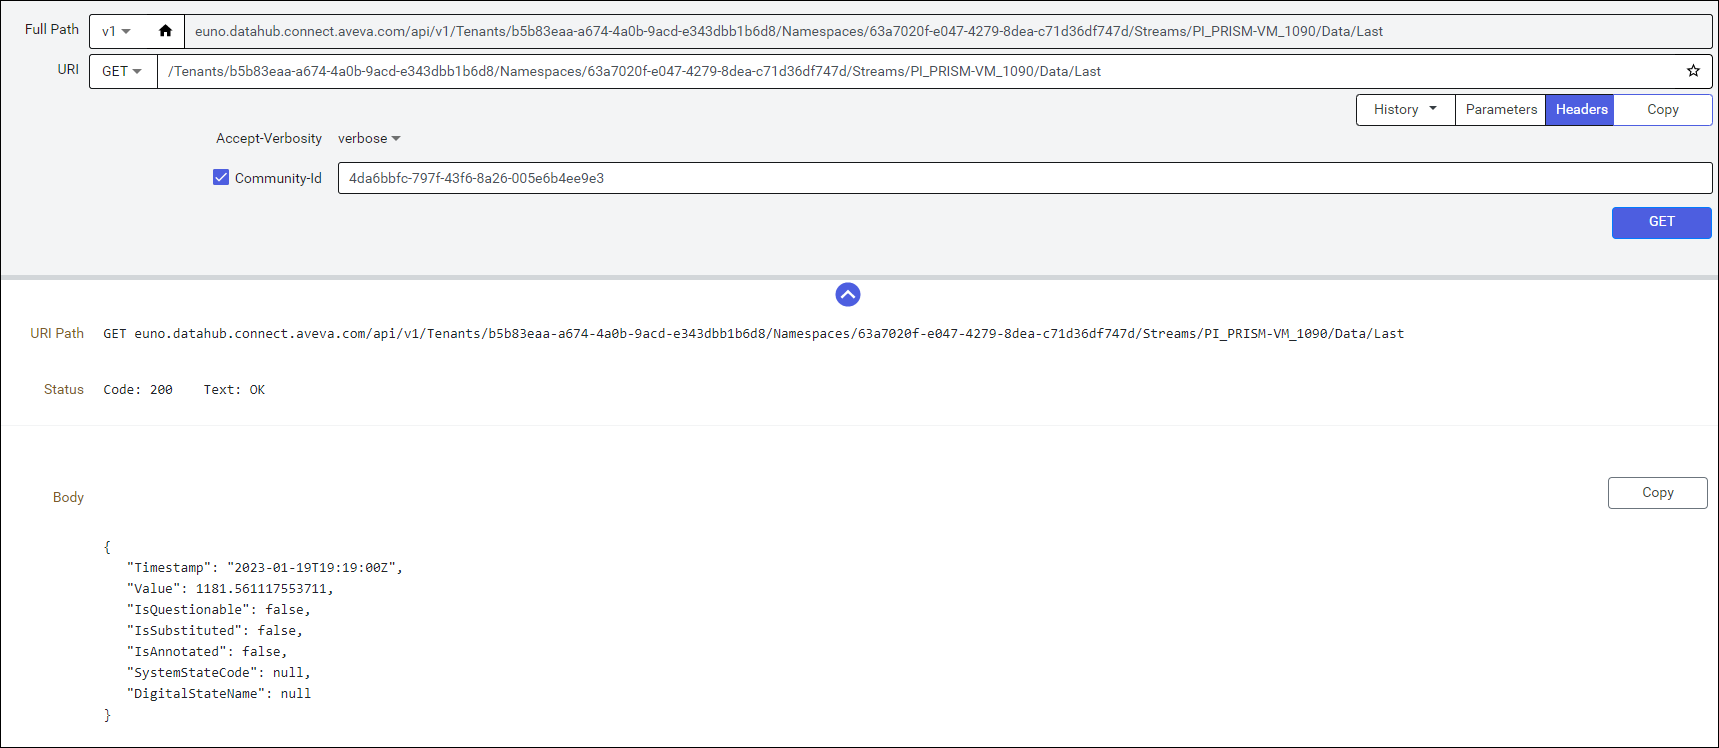 Full Path v1 euno.datahub.connect.aveva.com/api/v1/Tenants/b5b83eaa-a674-4a0b-9acd-e343dbb1b6d8/Namespaces/63a7020f-e047-4279-8dea-c71d36df747d/Streams/PI_PRISM-VM_1090/Data/Last
URI GET /Tenants/b5b83eaa-a674-4a0b-9acd-e343dbb1b6d8/Namespaces/63a7020f-e047-4279-8dea-c71d36df747d/Streams/PI_PRISM-VM_1090/Data/Last
History Parameters Headers Copy
Accept-Verbosity verbose
Community-Id 4da6bbfc-797f-43f6-8a26-005e6b4ee9e3
GET
URI Path GET euno.datahub.connect.aveva.com/api/v1/Tenants/b5b83eaa-a674-4a0b-9acd-e343dbb1b6d8/Namespaces/63a7020f-e047-4279-8dea-c71d36df747d/Streams/PI_PRISM-VM_1090/Data/Last
Status Code: 200 Text: OK
Body Copy
{
"Timestamp": "2023-01-19T19:19:00Z",
"Value": 1181.561117553711,
"IsQuestionable": false,
"IsSubstituted": false,
"IsAnnotated": false,
"SystemStateCode": null,
"DigitalStateName": null
}